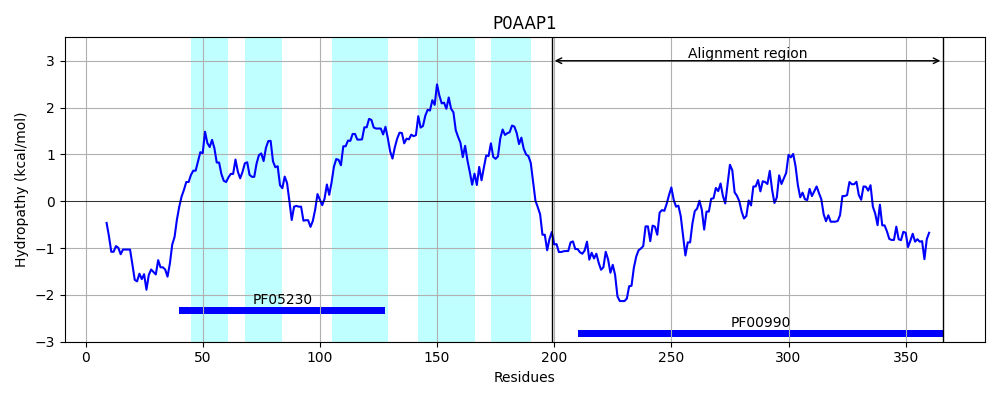 P0AAP1
Hydropathy (kcal/mol)
3
2
1
0
−1
−2
−3
Alignment region
PF05230
PF00990
0 50 100 150 200 250 300 350
Residues